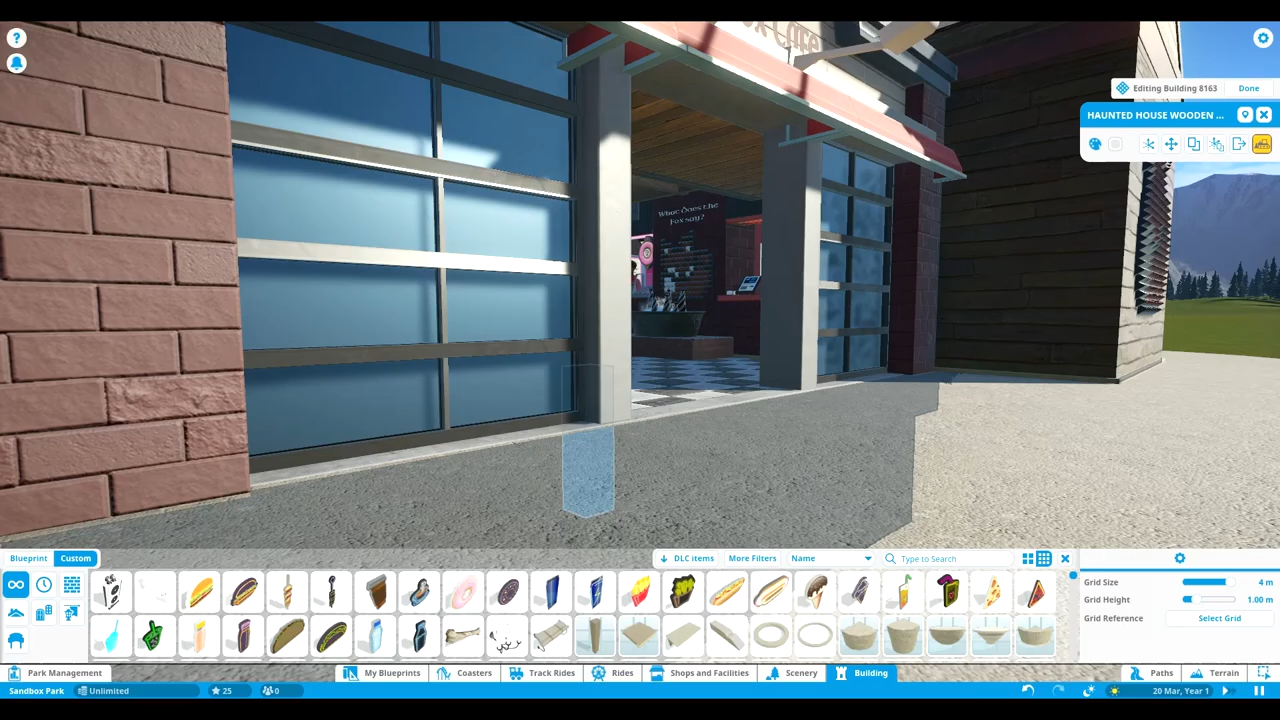 Editing Building 8163
Done
HAUNTED HOUSE WOODEN ...
What Does the
Fox say?
Blueprint
Custom
DLC items
More Filters
Name
Type to Search
Grid Size
4 m
Grid Height
1.00 m
Grid Reference
Select Grid
Park Management
My Blueprints
Coasters
Track Rides
Rides
Shops and Facilities
Scenery
Building
Paths
Terrain
Sandbox Park
Unlimited
25
0
20 Mar, Year 1